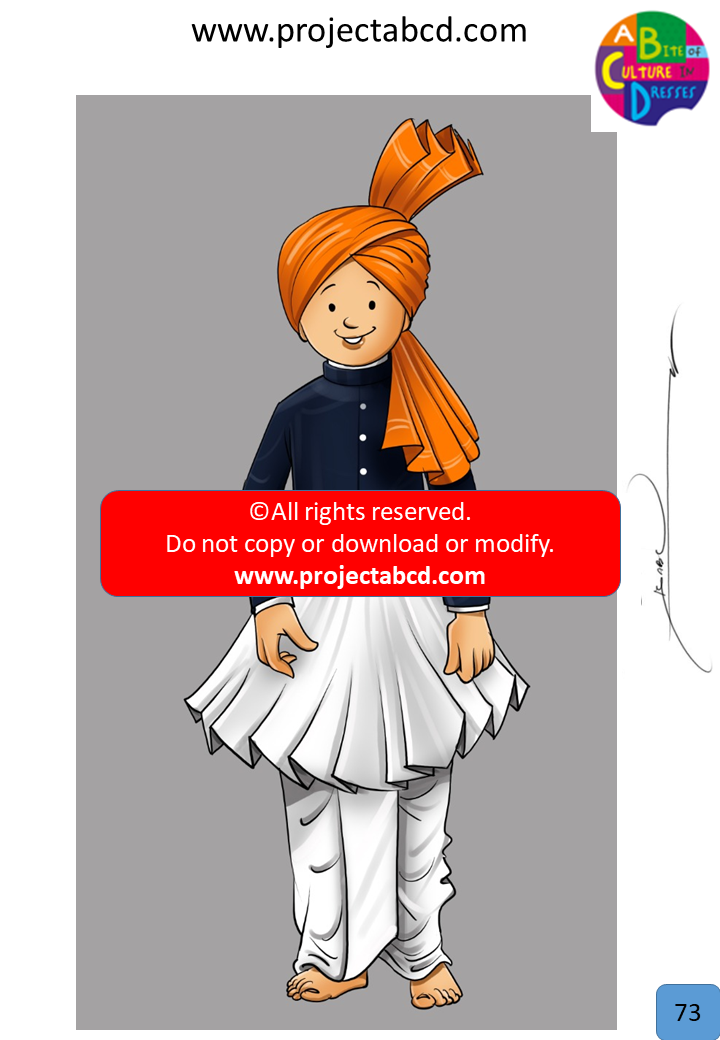 www.projectabcd.com
A BITE OF
CULTURE IN
DRESSES
©All rights reserved.
Do not copy or download or modify.
www.projectabcd.com
73